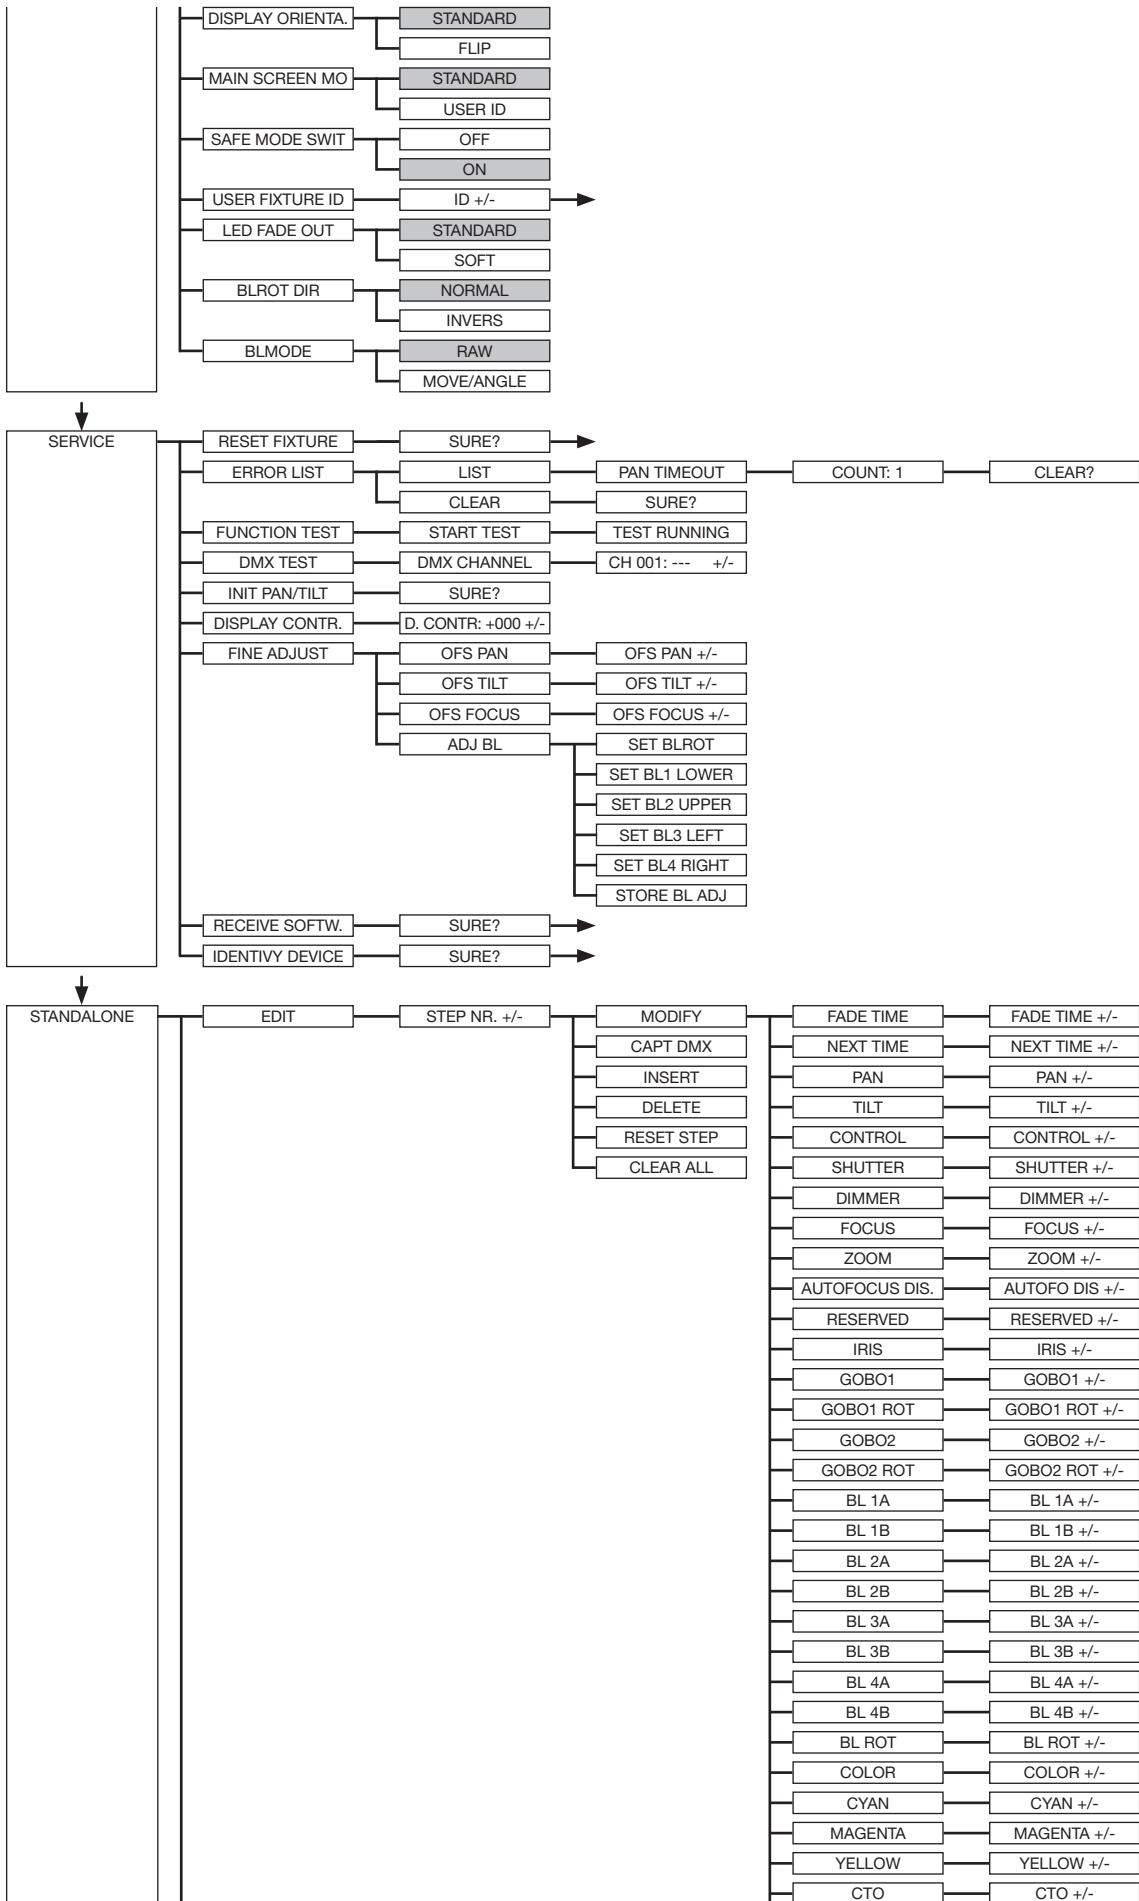 DISPLAY ORIENTA. STANDARD
FLIP
MAIN SCREEN MO STANDARD
USER ID
SAFE MODE SWIT OFF
ON
USER FIXTURE ID ID +/-
LED FADE OUT STANDARD
SOFT
BLROT DIR NORMAL
INVERS
BLMODE RAW
MOVE/ANGLE
SERVICE RESET FIXTURE SURE?
ERROR LIST LIST PAN TIMEOUT COUNT: 1 CLEAR?
CLEAR SURE?
FUNCTION TEST START TEST TEST RUNNING
DMX TEST DMX CHANNEL CH 001: --- +/-
INIT PAN/TILT SURE?
DISPLAY CONTR. D. CONTR: +000 +/-
FINE ADJUST OFS PAN OFS PAN +/-
OFS TILT OFS TILT +/-
OFS FOCUS OFS FOCUS +/-
ADJ BL SET BLROT
SET BL1 LOWER
SET BL2 UPPER
SET BL3 LEFT
SET BL4 RIGHT
STORE BL ADJ
RECEIVE SOFTW. SURE?
IDENTIVY DEVICE SURE?
STANDALONE EDIT STEP NR. +/- MODIFY FADE TIME FADE TIME +/-
CAPT DMX NEXT TIME NEXT TIME +/-
INSERT PAN PAN +/-
DELETE TILT TILT +/-
RESET STEP CONTROL CONTROL +/-
CLEAR ALL SHUTTER SHUTTER +/-
DIMMER DIMMER +/-
FOCUS FOCUS +/-
ZOOM ZOOM +/-
AUTOFOCUS DIS. AUTOFO DIS +/-
RESERVED RESERVED +/-
IRIS IRIS +/-
GOBO1 GOBO1 +/-
GOBO1 ROT GOBO1 ROT +/-
GOBO2 GOBO2 +/-
GOBO2 ROT GOBO2 ROT +/-
BL 1A BL 1A +/-
BL 1B BL 1B +/-
BL 2A BL 2A +/-
BL 2B BL 2B +/-
BL 3A BL 3A +/-
BL 3B BL 3B +/-
BL 4A BL 4A +/-
BL 4B BL 4B +/-
BL ROT BL ROT +/-
COLOR COLOR +/-
CYAN CYAN +/-
MAGENTA MAGENTA +/-
YELLOW YELLOW +/-
CTO CTO +/-